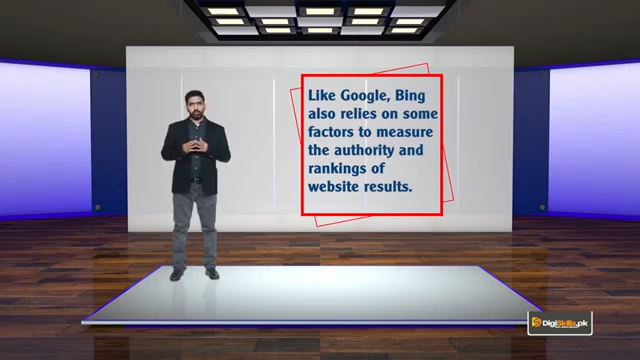 Like Google, Bing
also relies on some
factors to measure
the authority and
rankings of
website results.
DigiSkills.pk